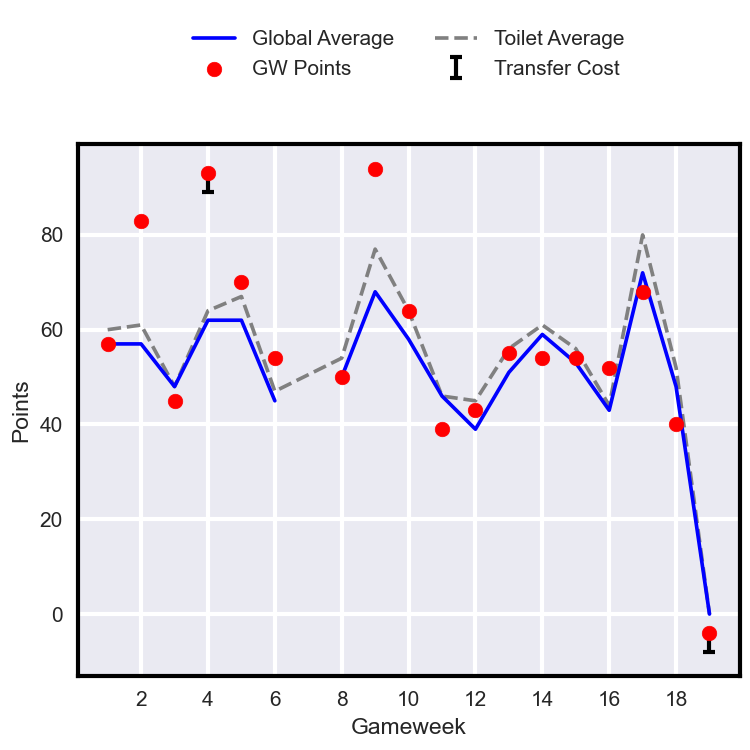 Global Average
Toilet Average
GW Points
Transfer Cost
80
60
40
20
0
Points
2 4 6 8 10 12 14 16 18
Gameweek